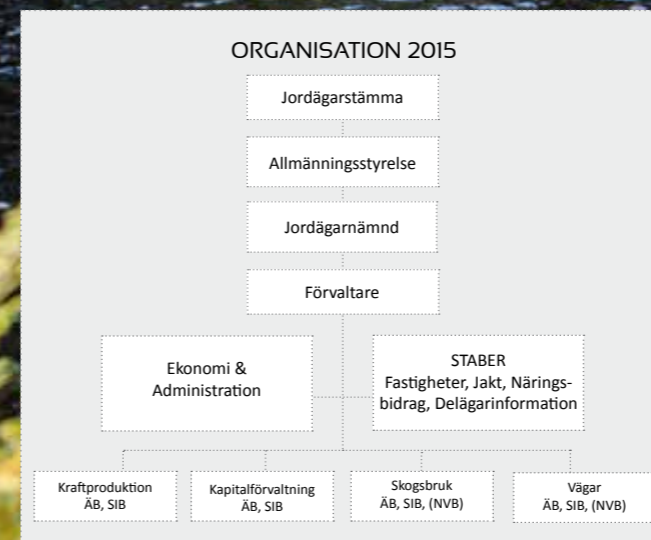 ORGANISATION 2015
Jordägarstämma
Allmänningsstyrelse
Jordägarnämnd
Förvaltare
Ekonomi &
Administration
STABER
Fastigheter, Jakt, Närings-
bidrag, Delägarinformation
Kraftproduktion
ÄB, SIB
Kapitalförvaltning
ÄB, SIB
Skogsbruk
ÄB, SIB, (NVB)
Vägar
ÄB, SIB, (NVB)